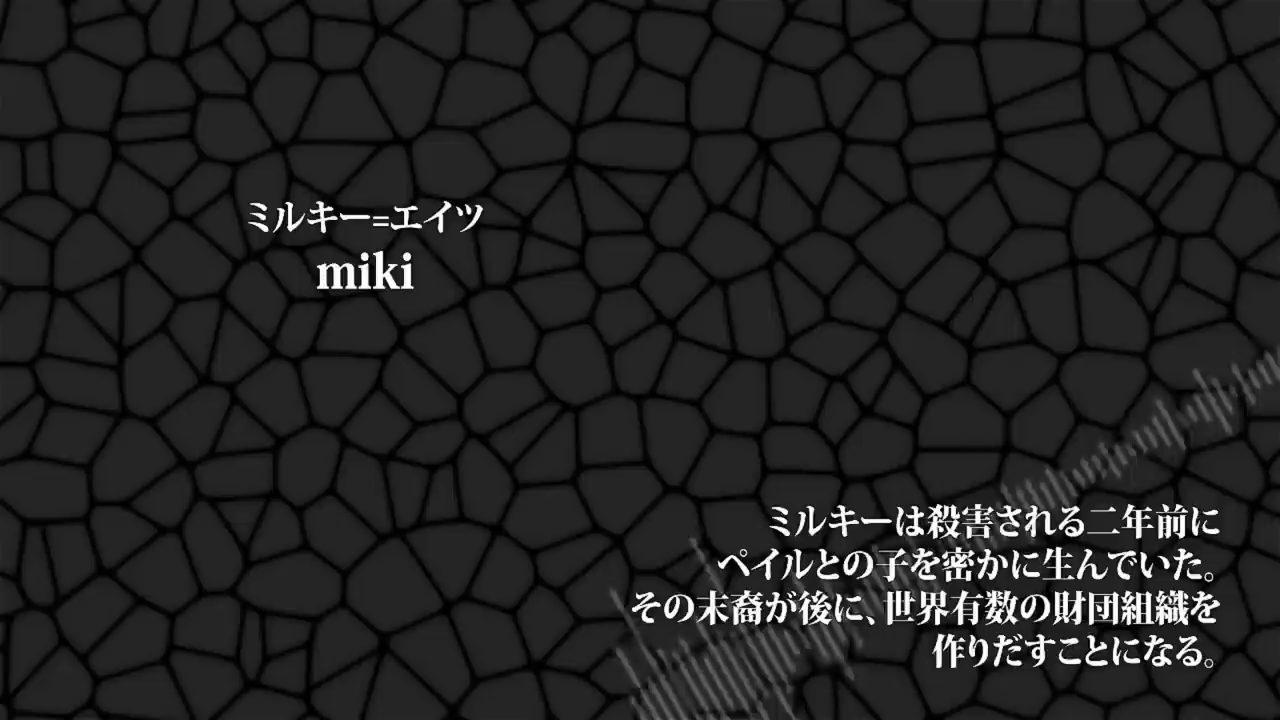 ミルキー=エイツ
miki
ミルキーは殺害される二年前に
ペイルとの子を密かに生んでいた。
その末裔が後に、世界有数の財団組織を
作りだすことになる。